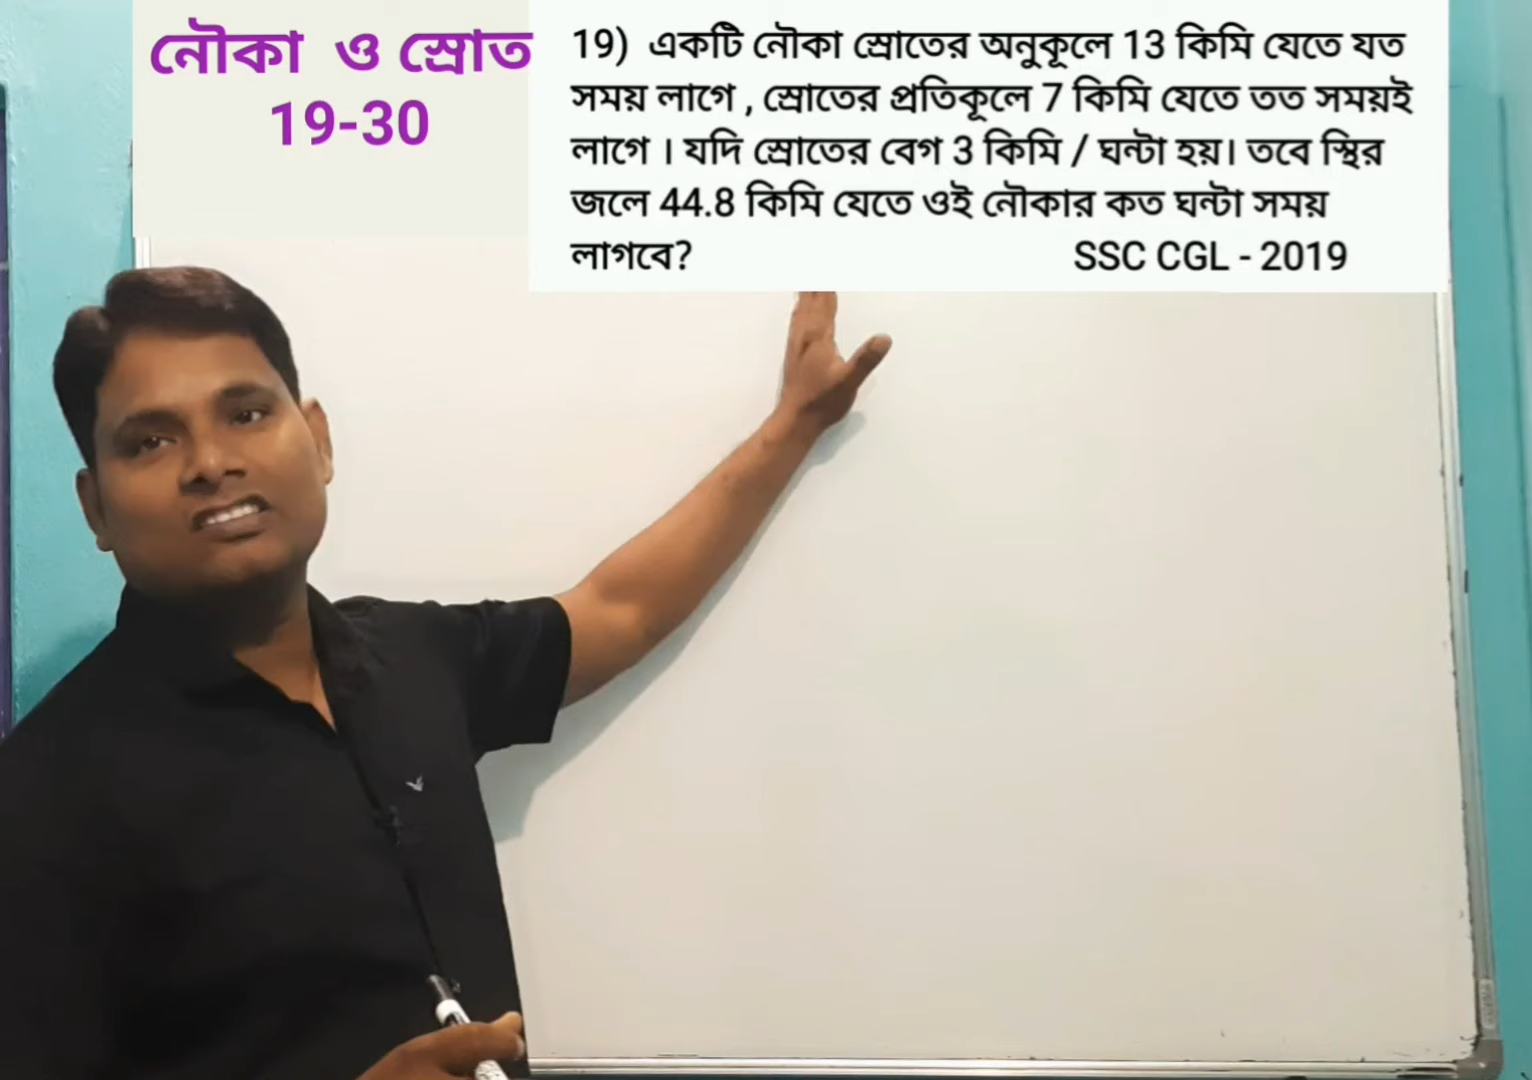 নৌকা ও স্রোত
19-30
19) একটি নৌকা স্রোতের অনুকূলে 13 কিমি যেতে যত
সময় লাগে , স্রোতের প্রতিকূলে 7 কিমি যেতে তত সময়ই
লাগে । যদি স্রোতের বেগ 3 কিমি / ঘন্টা হয়। তবে স্থির
জলে 44.8 কিমি যেতে ওই নৌকার কত ঘন্টা সময়
লাগবে? SSC CGL - 2019